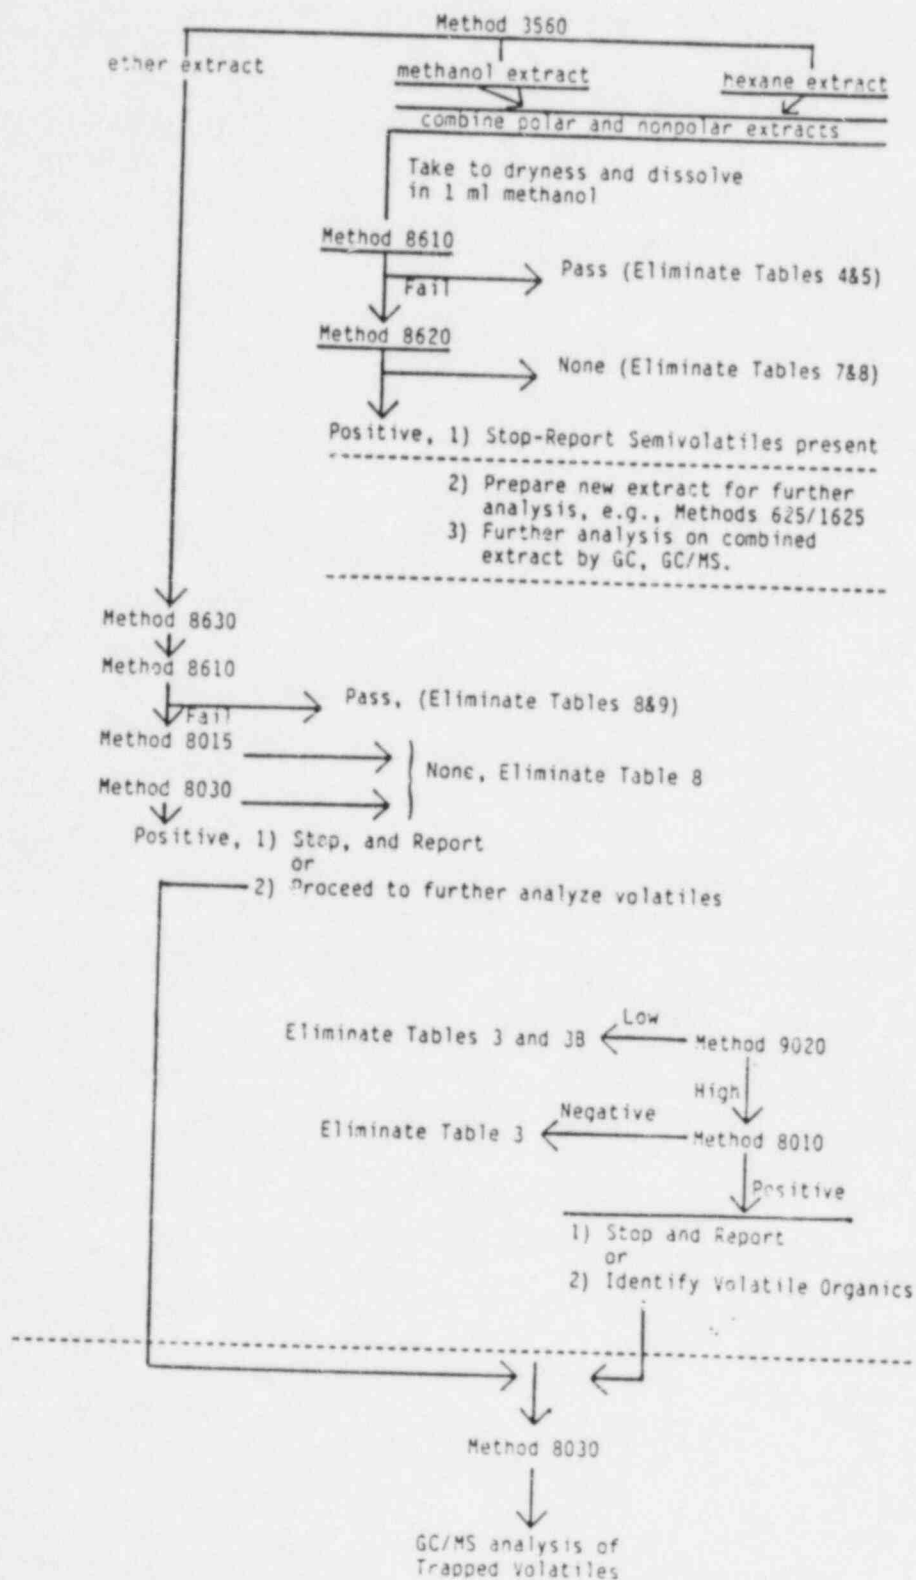 Method 3560
ether extract
methanol extract
hexane extract
combine polar and nonpolar extracts
Take to dryness and dissolve
in 1 ml methanol
Method 8610
Pass (Eliminate Tables 4&5)
Fail
Method 8620
None (Eliminate Tables 7&8)
Positive, 1) Stop-Report Semivolatiles present
2) Prepare new extract for further
analysis, e.g., Methods 625/1625
3) Further analysis on combined
extract by GC, GC/MS.
Method 8630
Method 8610
Pass, (Eliminate Tables 8&9)
Fail
Method 8015
None, Eliminate Table 8
Method 8030
Positive, 1) Stop, and Report
or
2) Proceed to further analyze volatiles
Low
Eliminate Tables 3 and 3B
Method 9020
High
Negative
Eliminate Table 3
Method 8010
Positive
1) Stop and Report
or
2) Identify Volatile Organics
Method 8030
GC/MS analysis of
Trapped Volatiles